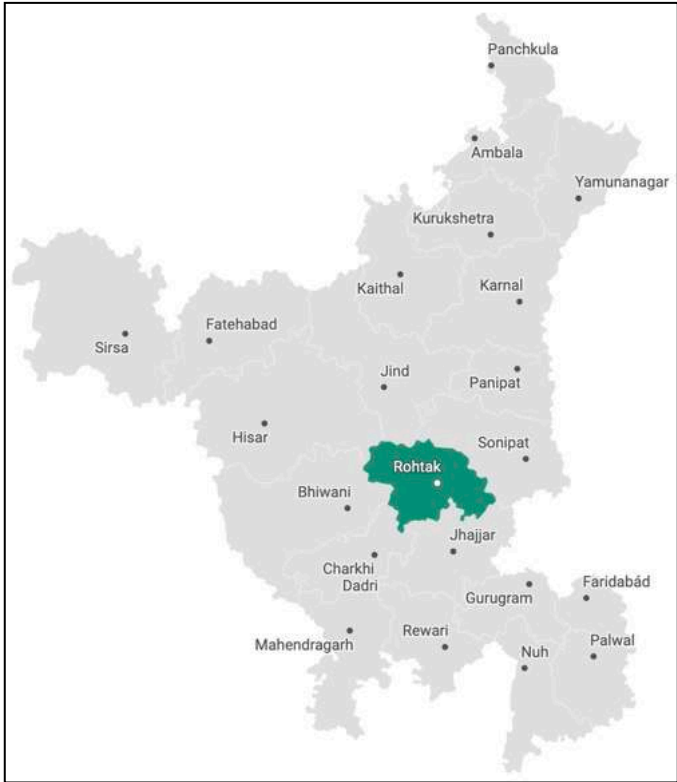 Panchkula
Ambala
Yamunanagar
Kurukshetra
Kaithal
Karnal
Fatehabad
Sirsa
Jind
Panipat
Hisar
Sonipat
Rohtak
Bhiwani
Jhajjar
Charkhi
Dadri
Faridabád
Gurugram
Rewari
Mahendragarh
Palwal
Nuh